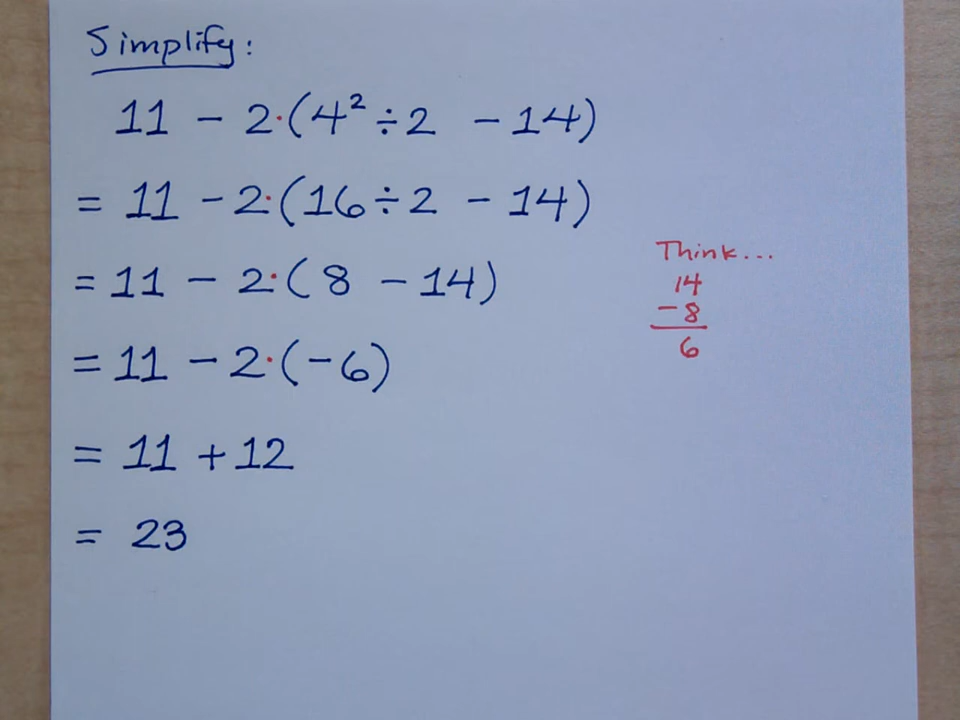 Simplify:
11 - 2·(4² ÷ 2 - 14)
= 11 - 2·(16 ÷ 2 - 14)
= 11 - 2·(8 - 14)
= 11 - 2·(-6)
= 11 + 12
= 23
Think...
14
-8
6